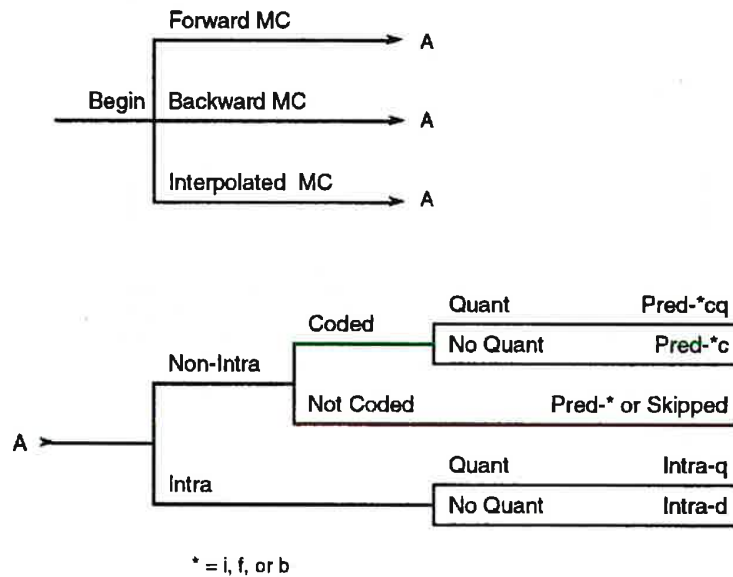 Forward MC
A
Begin
Backward MC
A
Interpolated MC
A
Quant Pred-*cq
Coded
No Quant Pred-*c
Non-Intra
Not Coded Pred-* or Skipped
A
Quant Intra-q
Intra
No Quant Intra-d
* = i, f, or b